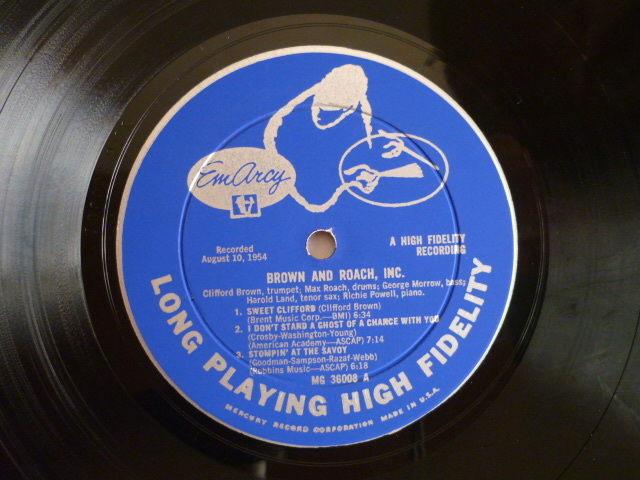 EmArcy
Recorded
August 10, 1954
A HIGH FIDELITY
RECORDING
BROWN AND ROACH, INC.
Clifford Brown, trumpet; Max Roach, drums; George Morrow, bass;
Harold Land, tenor sax; Richie Powell, piano.
1. SWEET CLIFFORD (Clifford Brown)
(Brent Music Corp.—BMI) 6:34
2. I DON'T STAND A GHOST OF A CHANCE WITH YOU
(Crosby-Washington-Young)
(American Academy—ASCAP) 7:14
3. STOMPIN' AT THE SAVOY
(Goodman-Sampson-Razaf-Webb)
(Robbins Music—ASCAP) 6:18
MG 36008 A
LONG PLAYING HIGH FIDELITY
MERCURY RECORD CORPORATION MADE IN U.S.A.